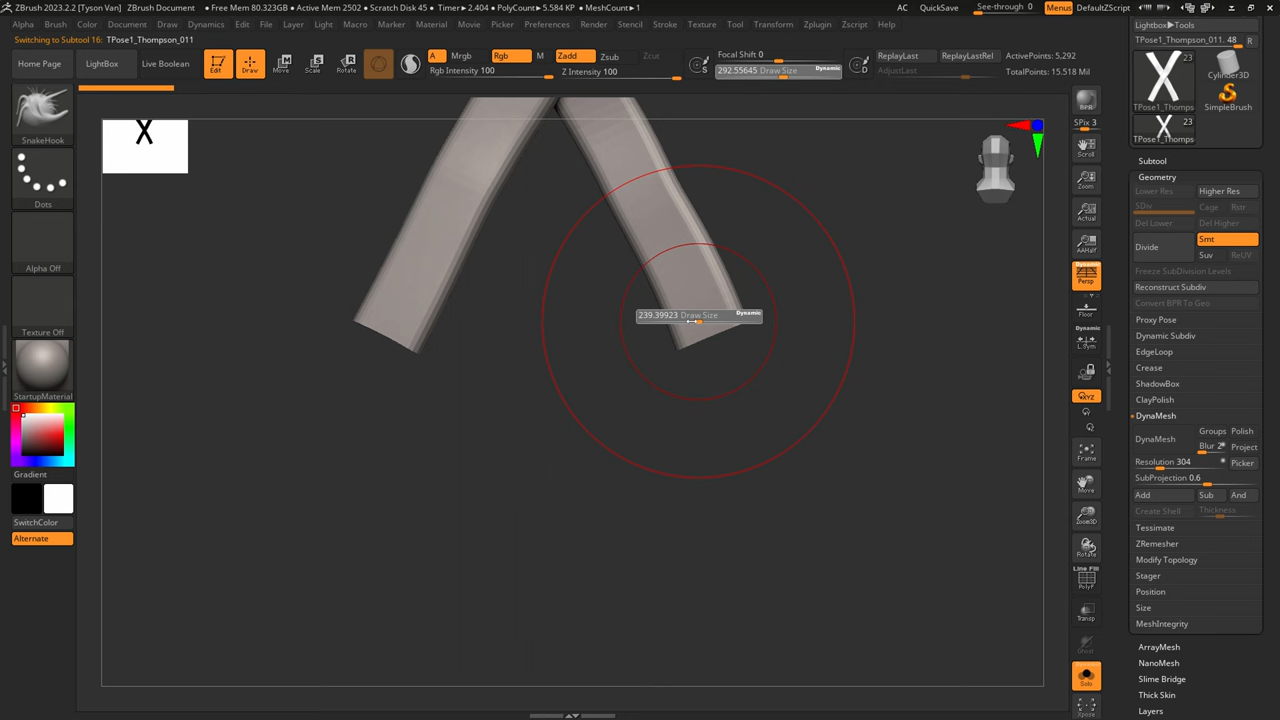 ZBrush 2023.2.2 [Tyson Van] ZBrush Document ● Free Mem 80.323GB ● Active Mem 2502 ● Scratch Disk 45 ● Timer▸2.404 ● PolyCount▸5.584 KP ● MeshCount▸1 AC QuickSave See-through 0 Menus DefaultZScript
Alpha Brush Color Document Draw Dynamics Edit File Layer Light Macro Marker Material Movie Picker Preferences Render Stencil Stroke Texture Tool Transform Zplugin Zscript Help
Switching to Subtool 16: TPose1_Thompson_011
Home Page LightBox Live Boolean Edit Draw Move Scale Rotate
A Mrgb Rgb M Zadd Zsub Zcut
Rgb Intensity 100 Z Intensity 100
Focal Shift 0
292.55645 Draw Size Dynamic
S D
ReplayLast ReplayLastRel
AdjustLast
ActivePoints: 5,292
TotalPoints: 15.518 Mil
SnakeHook
Dots
Alpha Off
Texture Off
StartupMaterial
Gradient
SwitchColor
Alternate
239.39923 Draw Size Dynamic
BPR
SPix 3
Scroll
Zoom
Actual
AAHalf
Dynamic
Persp
Floor
Dynamic
L.Sym
XYZ
Frame
Move
Zoom3D
Rotate
Line Fill
PolyF
Transp
Ghost
Solo
Xpose
Lightbox▸Tools
TPose1_Thompson_011. 48 R
23
TPose1_Thomps
Cylinder3D
SimpleBrush
23
TPose1_Thomps
Subtool
Geometry
Lower Res Higher Res
SDiv Cage Rstr
Del Lower Del Higher
Divide Smt
Suv ReUV
Freeze SubDivision Levels
Reconstruct Subdiv
Convert BPR To Geo
Proxy Pose
Dynamic Subdiv
EdgeLoop
Crease
ShadowBox
ClayPolish
DynaMesh
DynaMesh Groups Polish
Blur 2 Project
Resolution 304 Picker
SubProjection 0.6
Add Sub And
Create Shell Thickness
Tessimate
ZRemesher
Modify Topology
Stager
Position
Size
MeshIntegrity
ArrayMesh
NanoMesh
Slime Bridge
Thick Skin
Layers